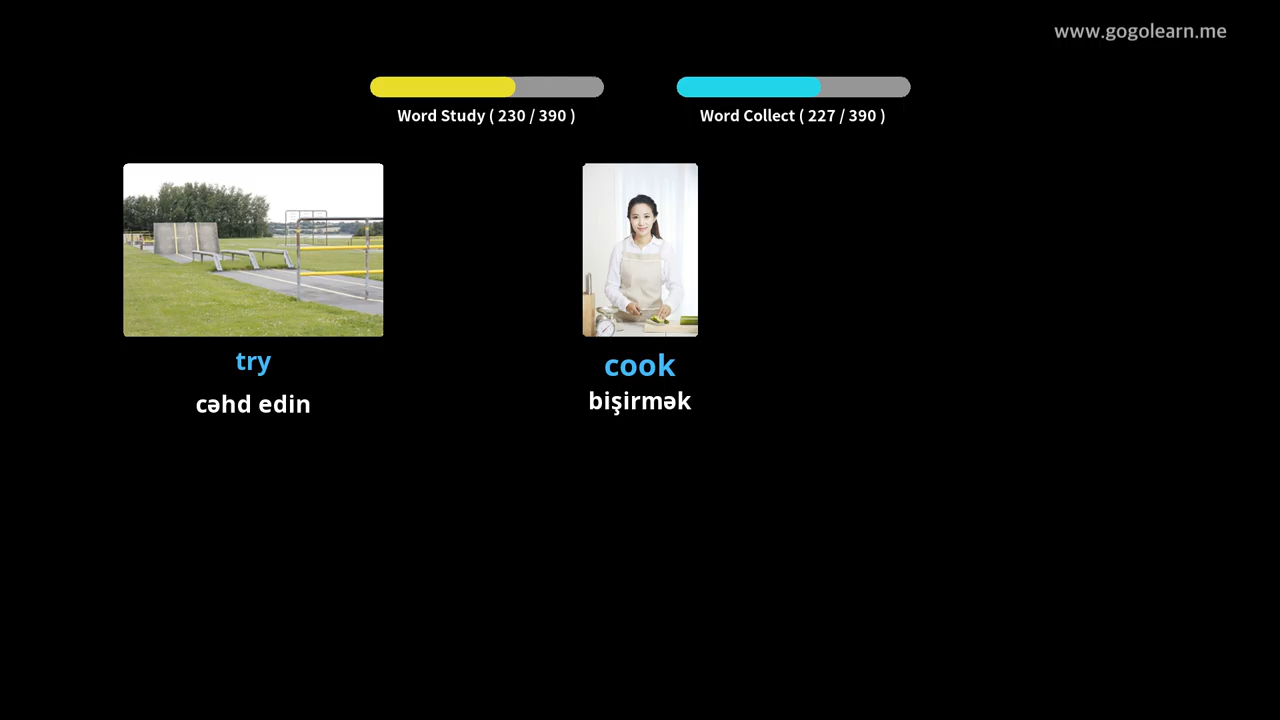 www.gogolearn.me
Word Study ( 230 / 390 )
Word Collect ( 227 / 390 )
try
cəhd edin
cook
bişirmək